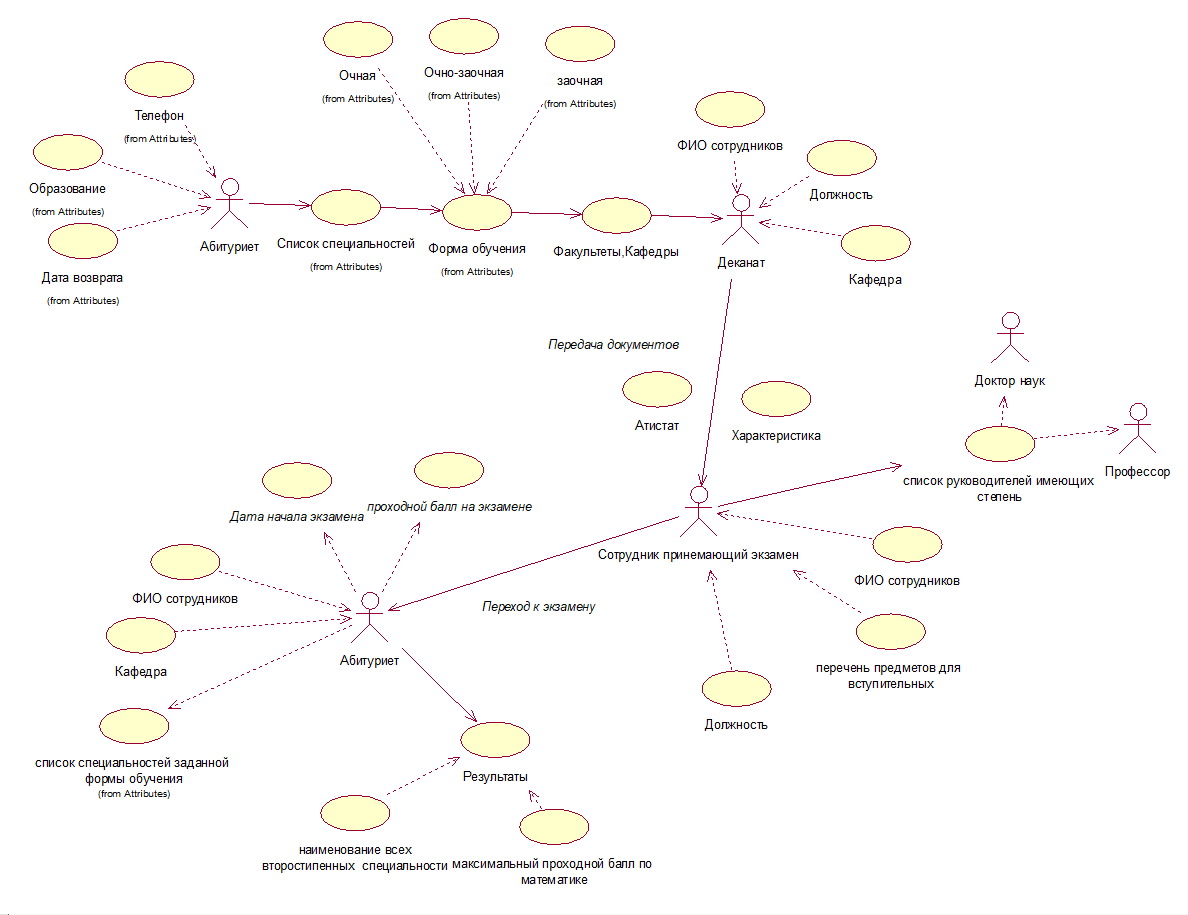 Очная
(from Attributes)
Очно-заочная
(from Attributes)
заочная
(from Attributes)
Телефон
(from Attributes)
ФИО сотрудников
Образование
(from Attributes)
Должность
Абитуриет
Список специальностей
(from Attributes)
Форма обучения
(from Attributes)
Факультеты,Кафедры
Деканат
Дата возврата
(from Attributes)
Кафедра
Передача документов
Доктор наук
Атистат
Характеристика
Профессор
список руководителей имеющих
степень
Дата начала экзамена
проходной балл на экзамене
Сотрудник принемающий экзамен
ФИО сотрудников
ФИО сотрудников
Переход к экзамену
Кафедра
Абитуриет
перечень предметов для
вступительных
Должность
список специальностей заданной
формы обучения
(from Attributes)
Результаты
наименование всех
второстипенных специальности
максимальный проходной балл по
математике